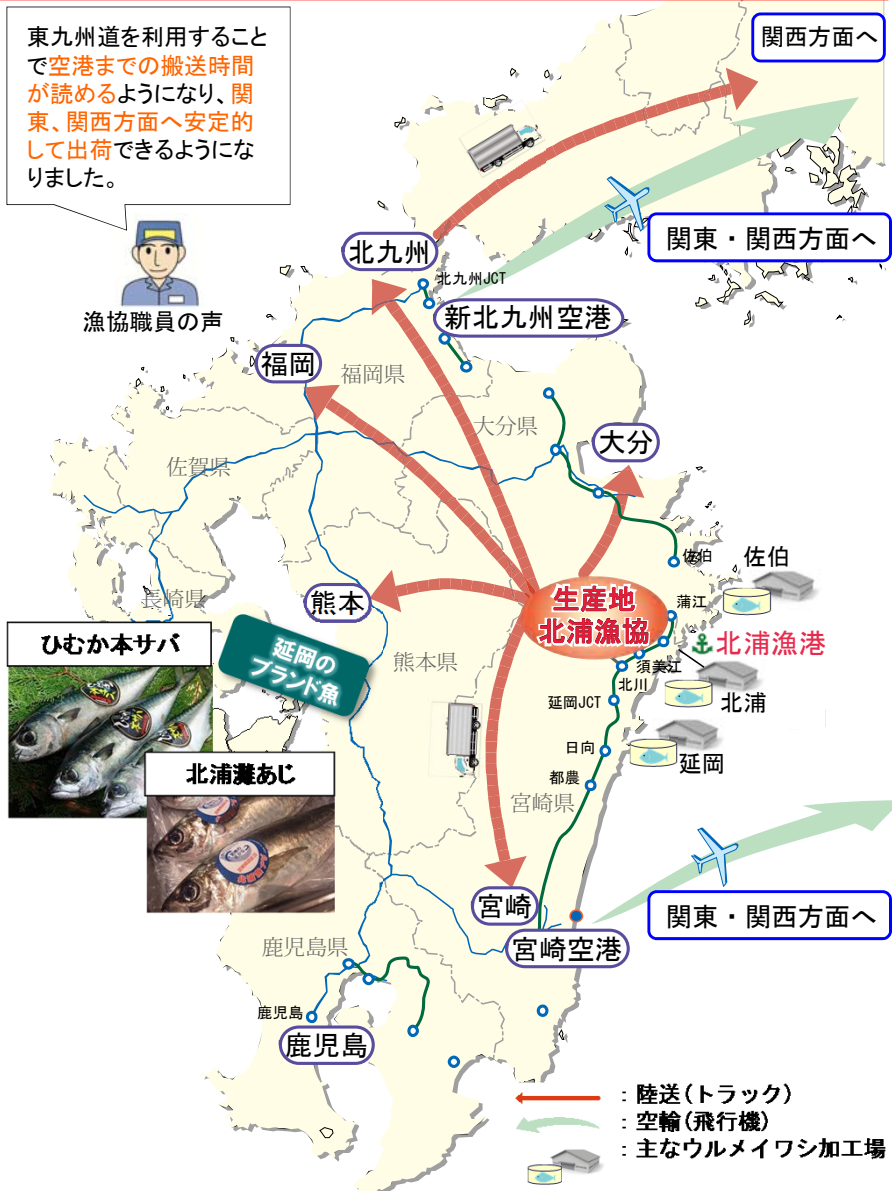 東九州道を利用すること
で空港までの搬送時間
が読めるようになり、関
東、関西方面へ安定的
して出荷できるようにな
りました。
漁協職員の声
関西方面へ
関東・関西方面へ
北九州
北九州JCT
新北九州空港
福岡
福岡県
大分県
大分
佐賀県
佐伯
佐伯
長崎県
熊本
生産地
北浦漁協
蒲江
北浦漁港
須美江
北川
北浦
ひむか本サバ
延岡の
ブランド魚
熊本県
延岡JCT
日向
延岡
都農
北浦灘あじ
宮崎県
宮崎
宮崎空港
関東・関西方面へ
鹿児島県
鹿児島
鹿児島
:陸送(トラック)
:空輸(飛行機)
:主なウルメイワシ加工場